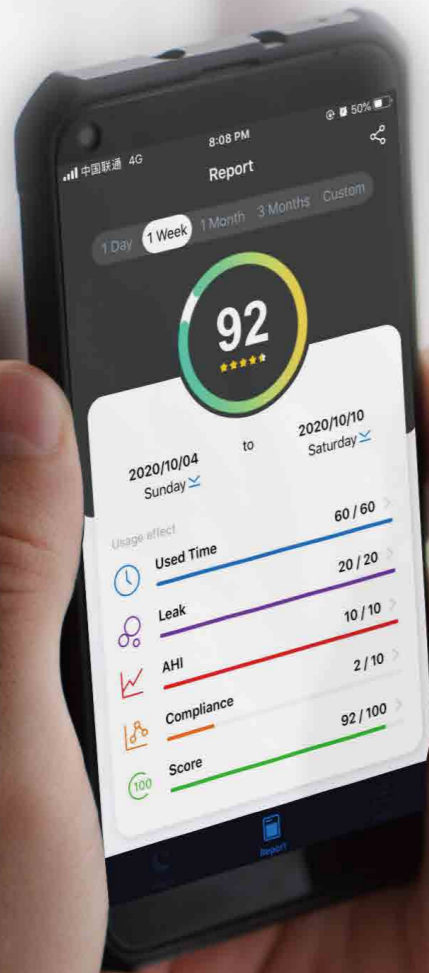 中国联通 4G
8:08 PM
50%
Report
1 Day
1 Week
1 Month
3 Months
Custom
92
2020/10/04
Sunday
to
2020/10/10
Saturday
Usage effect
Used Time
60 / 60
Leak
20 / 20
AHI
10 / 10
Compliance
2 / 10
100
Score
92 / 100
Report